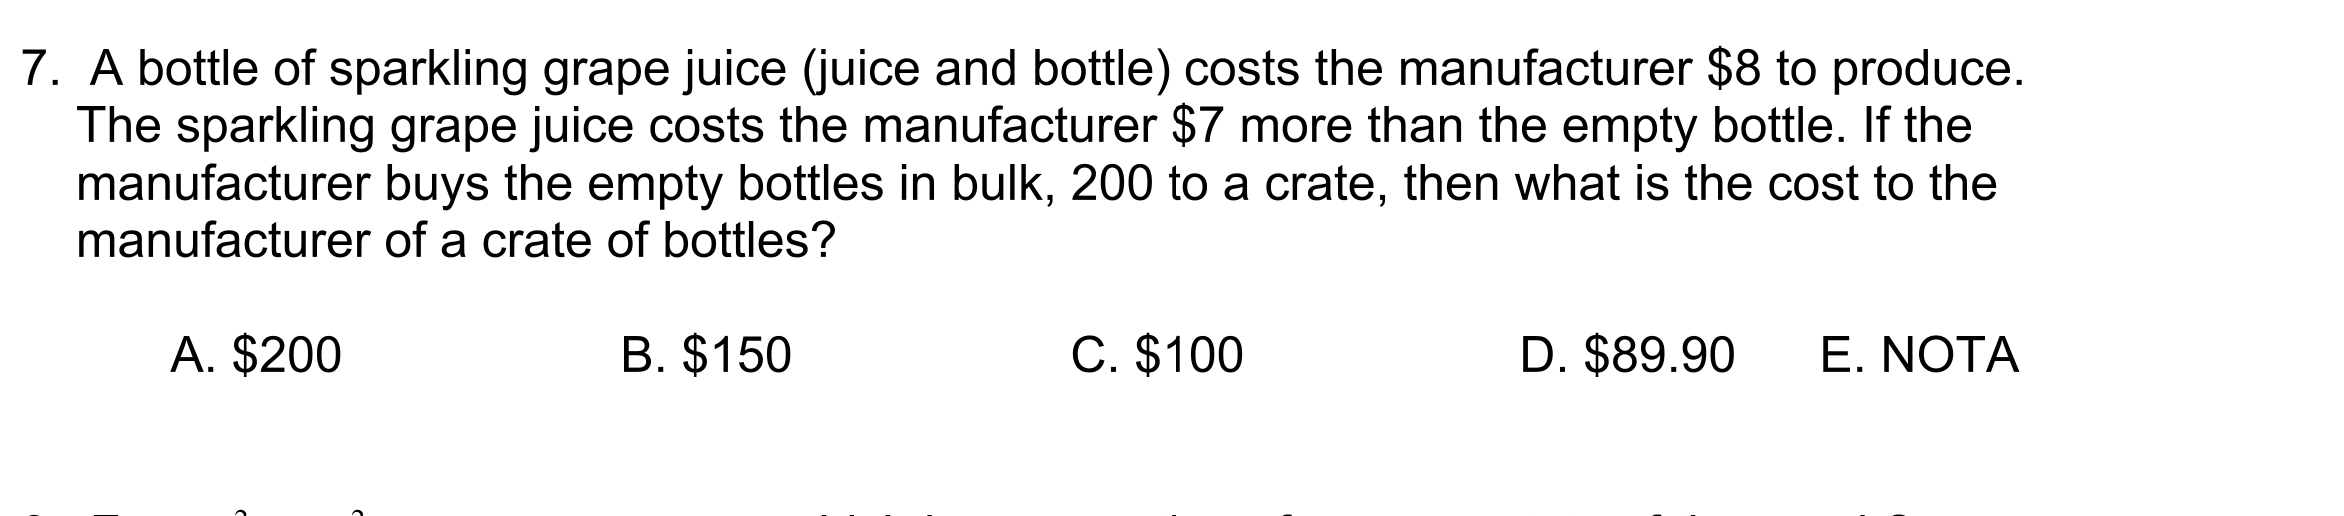 7. A bottle of sparkling grape juice (juice and bottle) costs the manufacturer $8 to produce.
The sparkling grape juice costs the manufacturer $7 more than the empty bottle. If the
manufacturer buys the empty bottles in bulk, 200 to a crate, then what is the cost to the
manufacturer of a crate of bottles?
A. $200 B. $150 C. $100 D. $89.90 E. NOTA